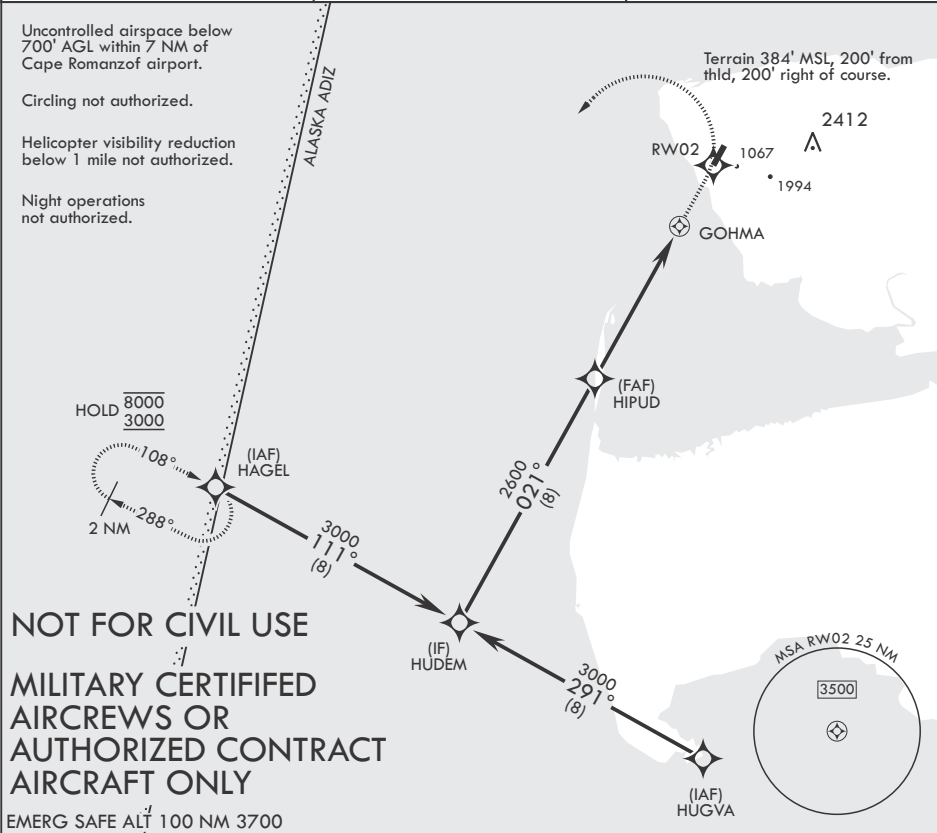 Uncontrolled airspace below
700' AGL within 7 NM of
Cape Romanzof airport.
Circling not authorized.
Helicopter visibility reduction
below 1 mile not authorized.
Night operations
not authorized.
ALASKA ADIZ
Terrain 384' MSL, 200' from
thld, 200' right of course.
2412
RW02
1067
1994
GOHMA
(FAF)
HIPUD
HOLD 8000
3000
108°
(IAF)
HAGEL
288°
2 NM
2600
021°
(8)
3000
111°
(8)
(IF)
HUDEM
3000
291°
(8)
(IAF)
HUGVA
MSA RW02 25 NM
3500
NOT FOR CIVIL USE
MILITARY CERTIFIFED
AIRCREWS OR
AUTHORIZED CONTRACT
AIRCRAFT ONLY
EMERG SAFE ALT 100 NM 3700